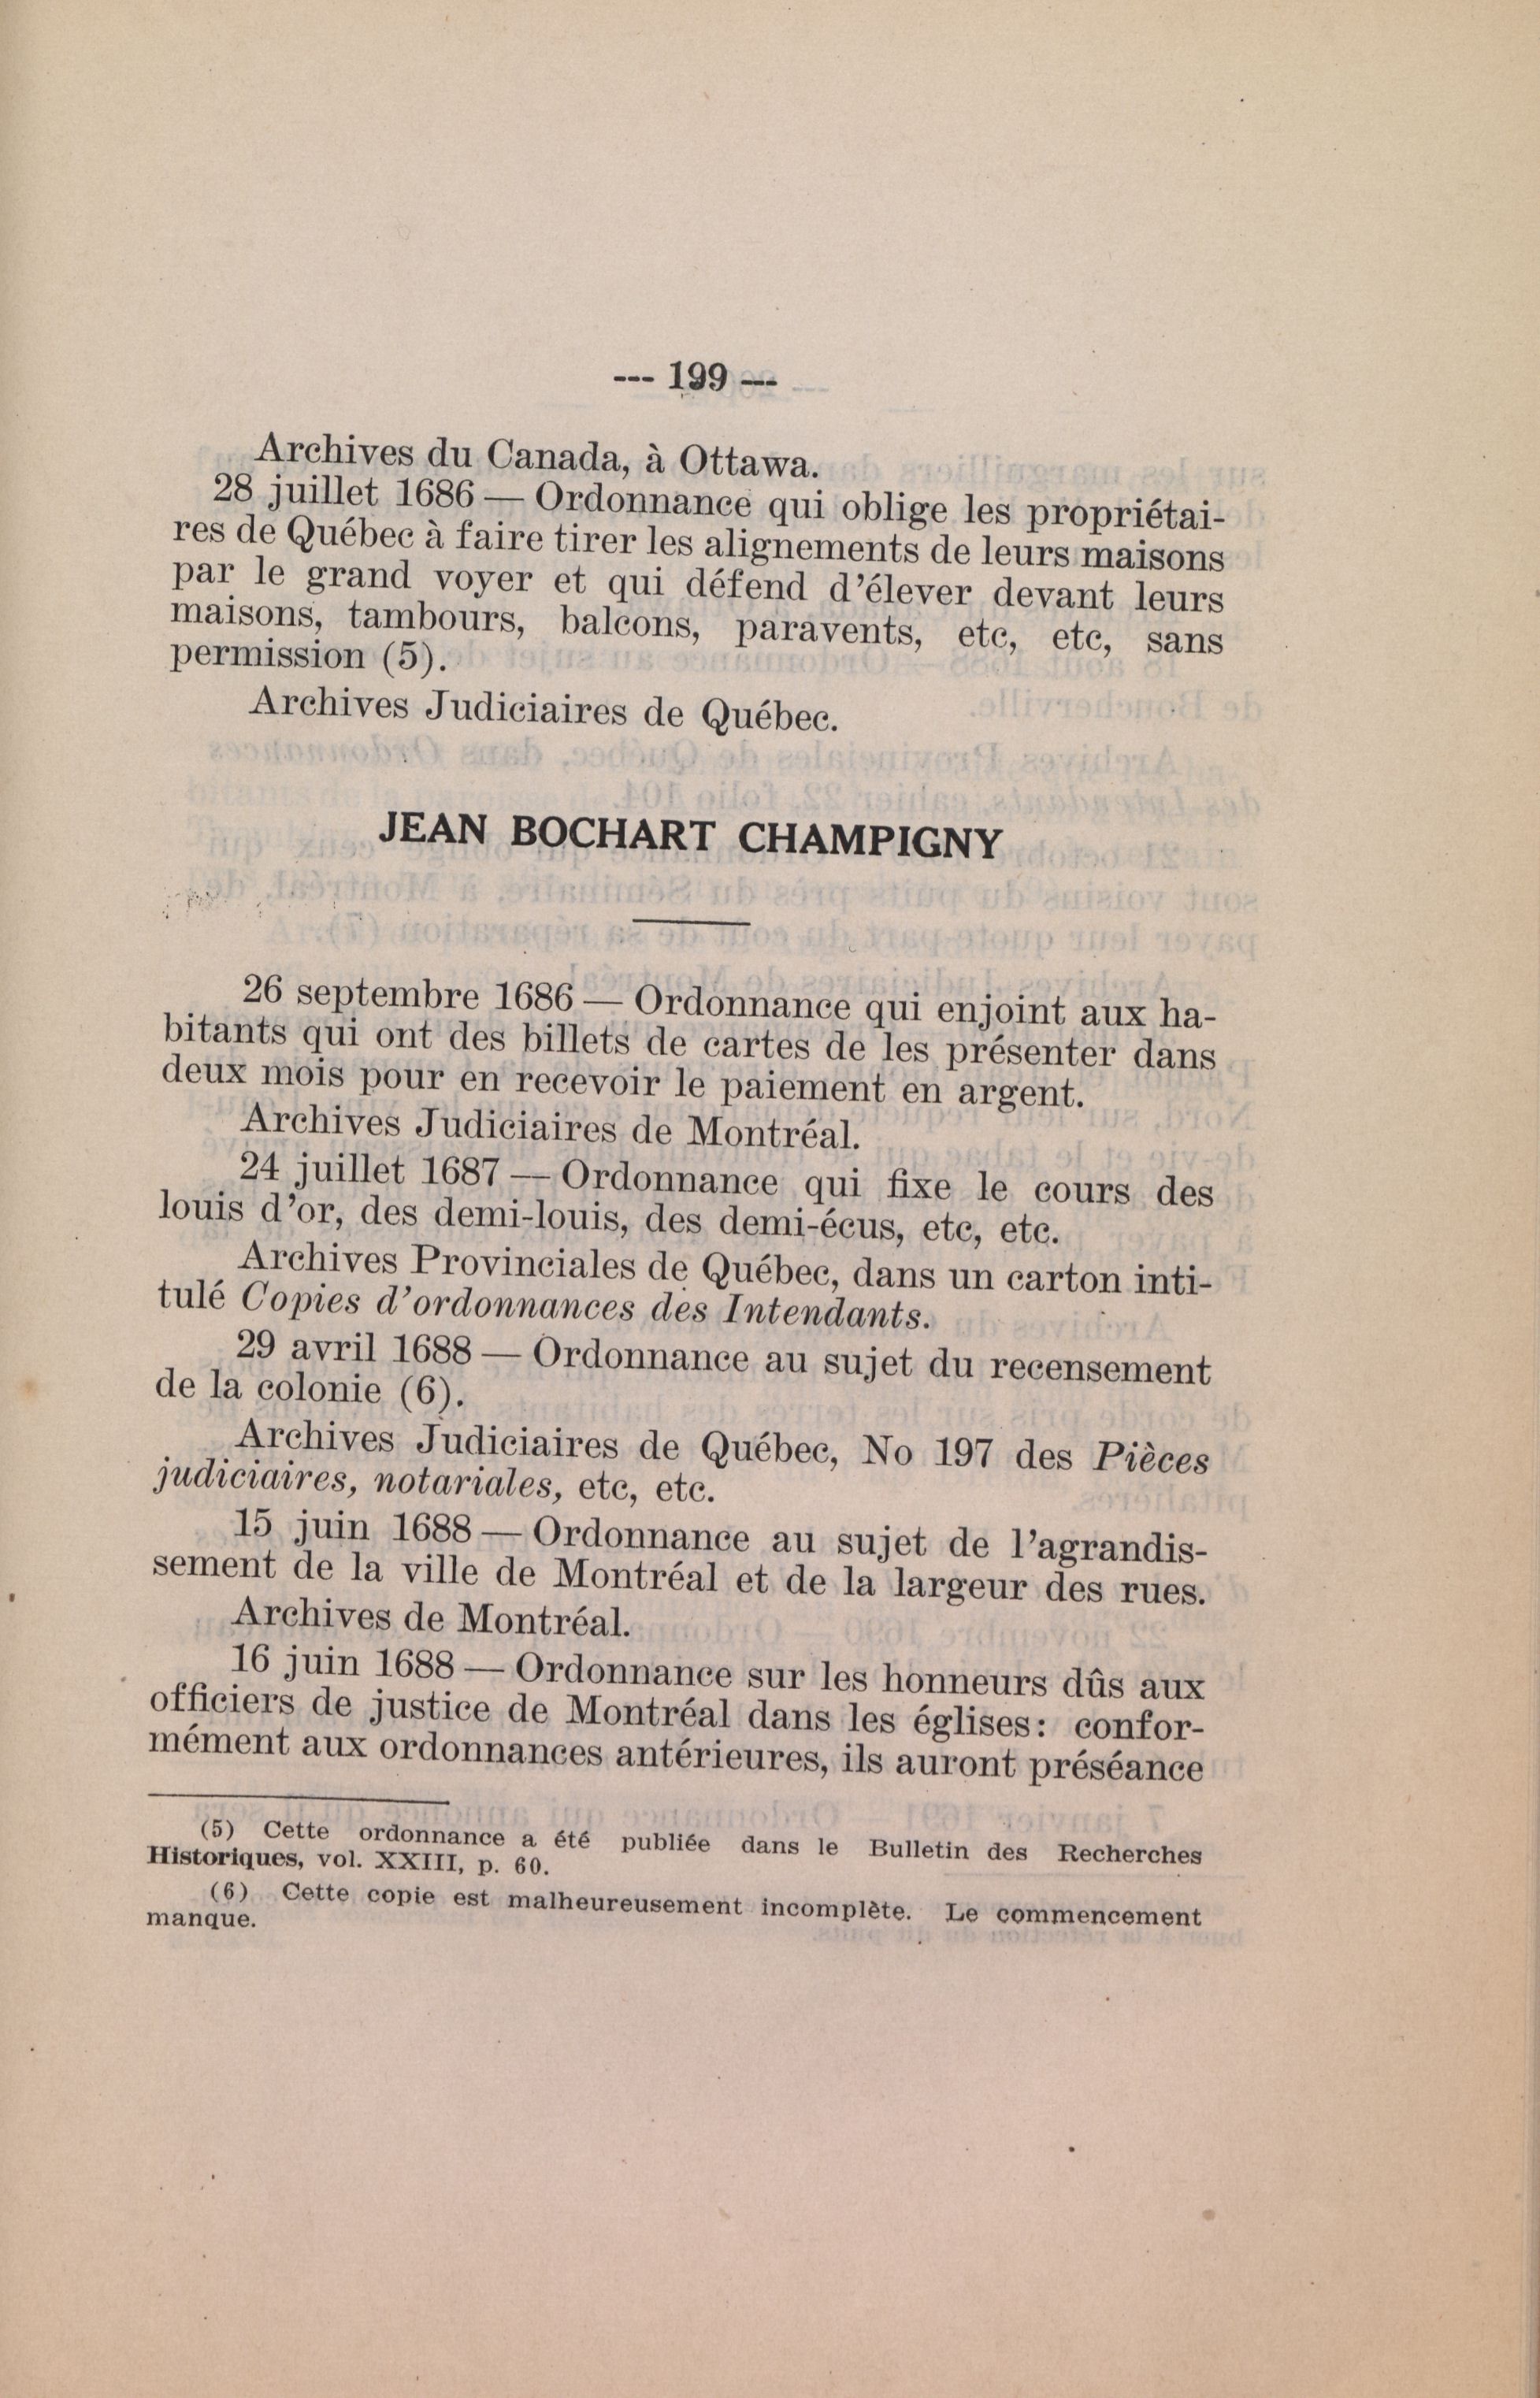 --- 199 ---
Archives du Canada, à Ottawa.
28 juillet 1686 — Ordonnance qui oblige les propriétai-
res de Québec à faire tirer les alignements de leurs maisons
par le grand voyer et qui défend d'élever devant leurs
maisons, tambours, balcons, paravents, etc, etc, sans
permission (5).
Archives Judiciaires de Québec.
JEAN BOCHART CHAMPIGNY
26 septembre 1686 — Ordonnance qui enjoint aux ha-
bitants qui ont des billets de cartes de les présenter dans
deux mois pour en recevoir le paiement en argent.
Archives Judiciaires de Montréal.
24 juillet 1687 — Ordonnance qui fixe le cours des
louis d'or, des demi-louis, des demi-écus, etc, etc.
Archives Provinciales de Québec, dans un carton inti-
tulé Copies d'ordonnances des Intendants.
29 avril 1688 — Ordonnance au sujet du recensement
de la colonie (6).
Archives Judiciaires de Québec, No 197 des Pièces
judiciaires, notariales, etc, etc.
15 juin 1688 — Ordonnance au sujet de l'agrandis-
sement de la ville de Montréal et de la largeur des rues.
Archives de Montréal.
16 juin 1688 — Ordonnance sur les honneurs dûs aux
officiers de justice de Montréal dans les églises: confor-
mément aux ordonnances antérieures, ils auront préséance
(5) Cette ordonnance a été publiée dans le Bulletin des Recherches
Historiques, vol. XXIII, p. 60.
(6) Cette copie est malheureusement incomplète. Le commencement
manque.